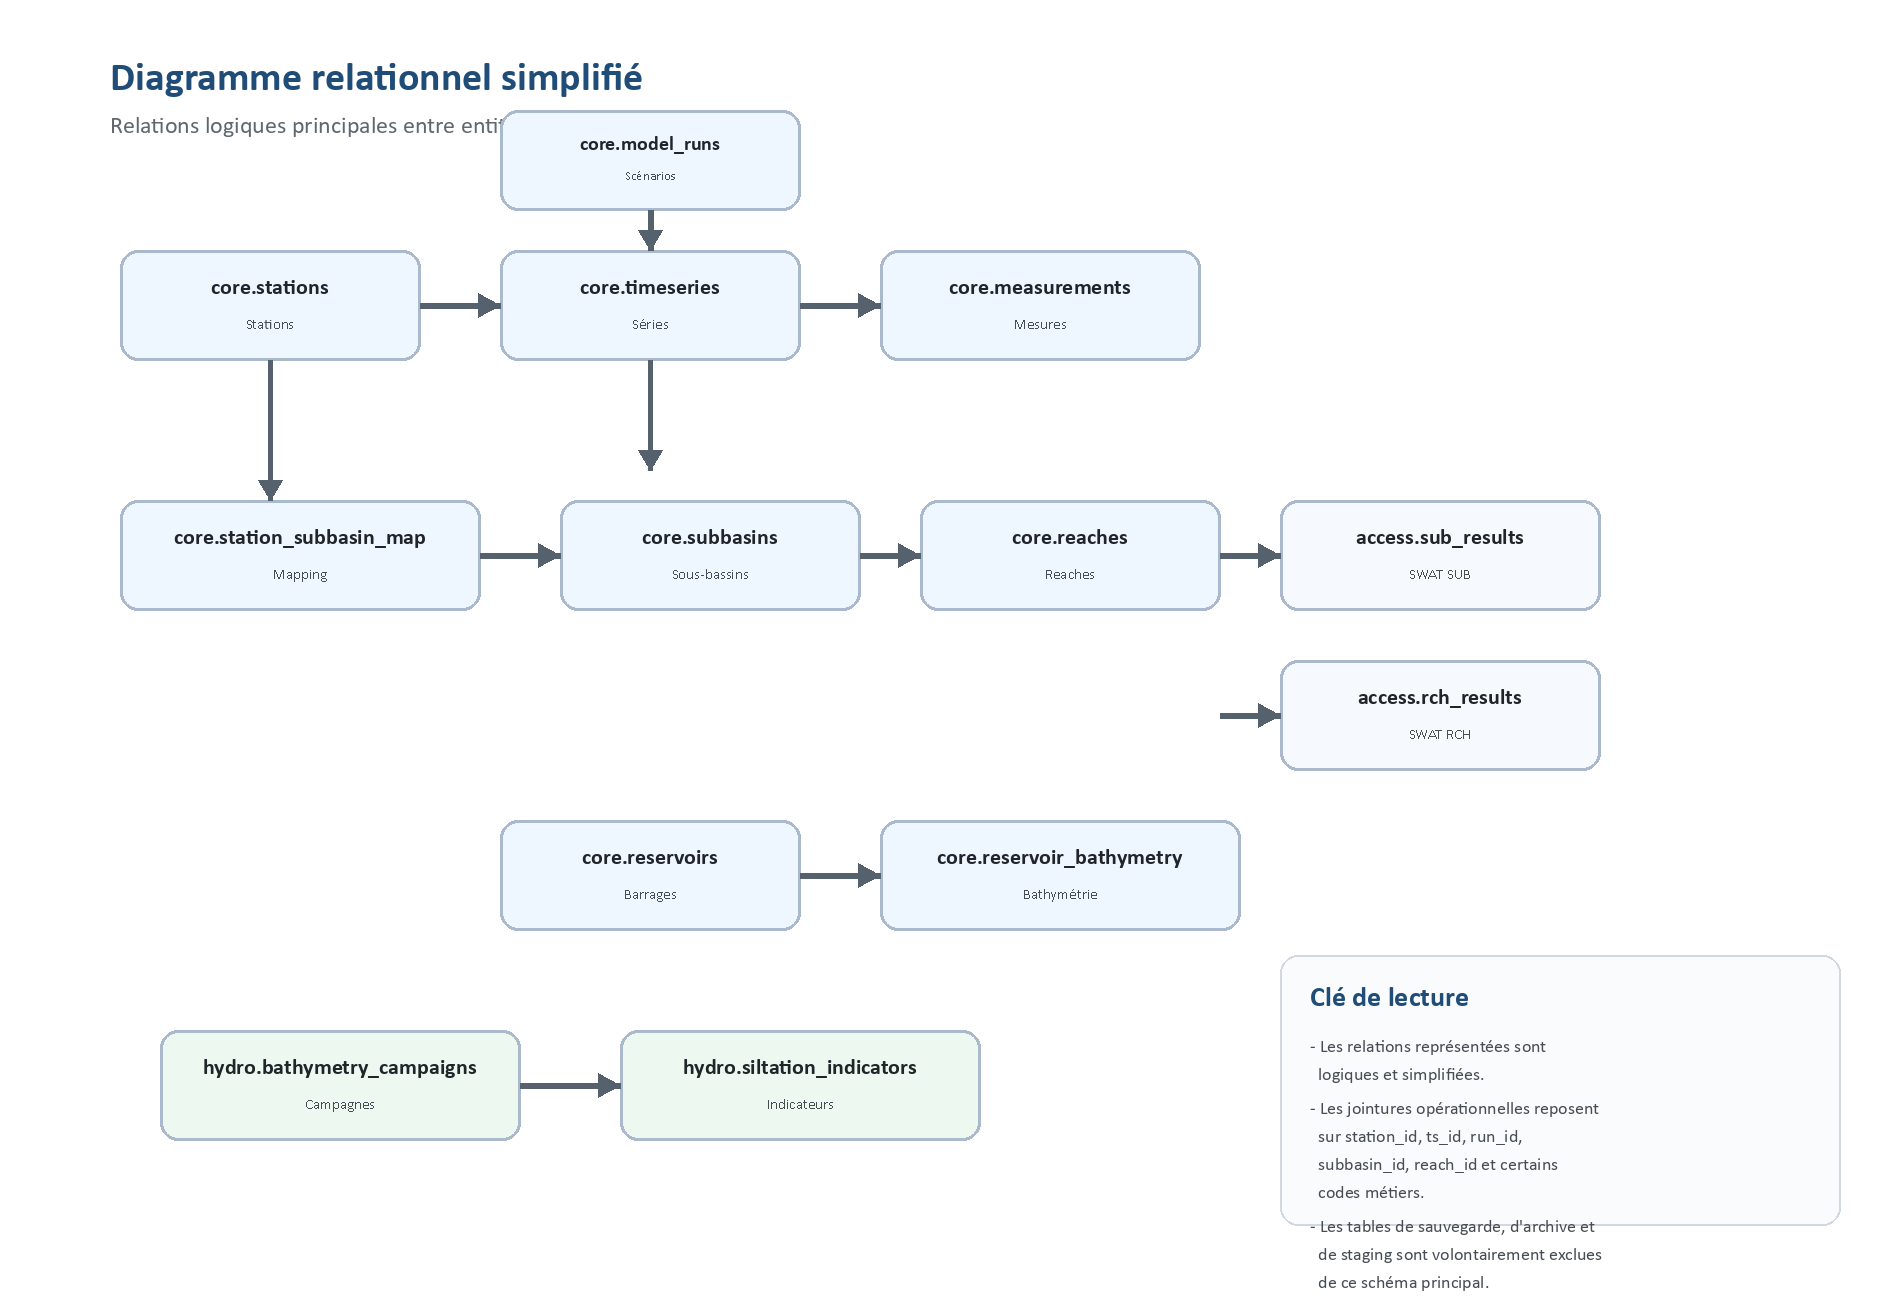 Diagramme relationnel simplifié
Relations logiques principales entre
core.model_runs
Scénarios
core.stations
Stations
core.timeseries
Séries
core.measurements
Mesures
core.station_subbasin_map
Mapping
core.subbasins
Sous-bassins
core.reaches
Reaches
access.sub_results
SWAT SUB
access.rch_results
SWAT RCH
core.reservoirs
Barrages
core.reservoir_bathymetry
Bathymétrie
hydro.bathymetry_campaigns
Campagnes
hydro.siltation_indicators
Indicateurs
Clé de lecture
- Les relations représentées sont
logiques et simplifiées.
- Les jointures opérationnelles reposent
sur station_id, ts_id, run_id,
subbasin_id, reach_id et certains
codes métiers.
- Les tables de sauvegarde, d'archive et
de staging sont volontairement exclues
de ce schéma principal.